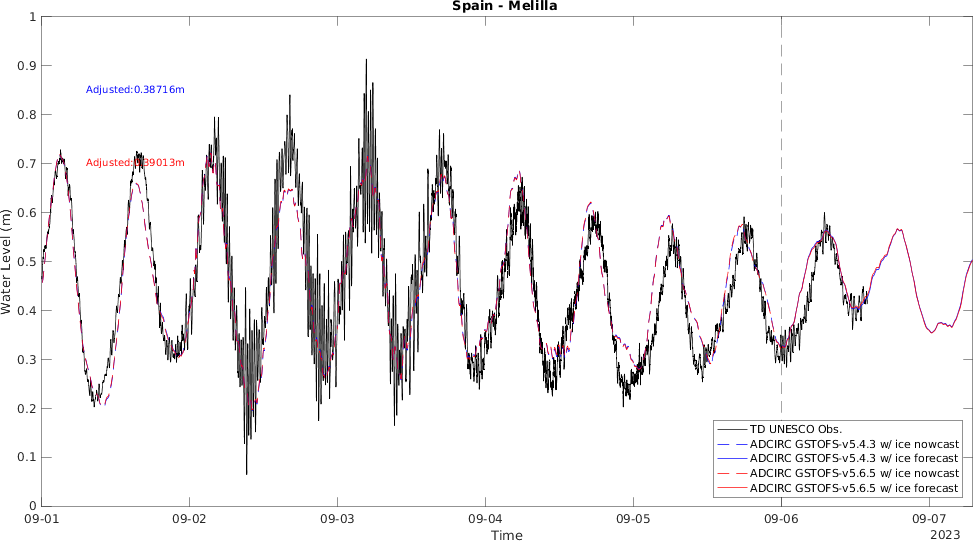 Spain - Melilla
1
0.9
0.8
0.7
0.6
0.5
0.4
0.3
0.2
0.1
0
Water Level (m)
Adjusted:0.38716m
Adjusted:0.39013m
TD UNESCO Obs.
ADCIRC GSTOFS-v5.4.3 w/ ice nowcast
ADCIRC GSTOFS-v5.4.3 w/ ice forecast
ADCIRC GSTOFS-v5.6.5 w/ ice nowcast
ADCIRC GSTOFS-v5.6.5 w/ ice forecast
09-01 09-02 09-03 09-04 09-05 09-06 09-07
Time
2023